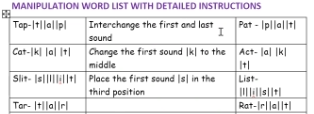 MANIPULATION WORD LIST WITH DETAILED INSTRUCTIONS
Tap-|t||a||p| Interchange the first and last sound Pat - |p||a||t|
Cat-|k| |a| |t| Change the first sound |k| to the middle Act- |a| |k| |t|
Slit- |s||l||i||t| Place the first sound |s| in the third position List- |l||i||s||t|
Tar- |t||a||r| Rat-|r||a||t|